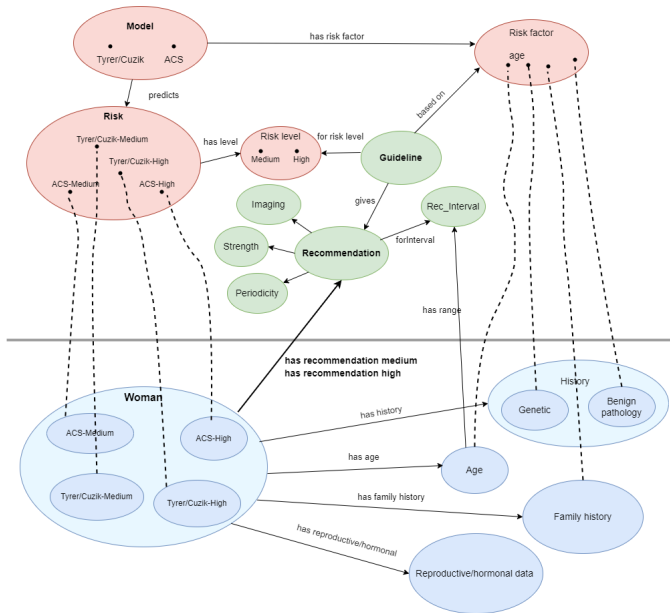 Model
Tyrer/Cuzik
ACS
has risk factor
Risk factor
age
predicts
based on
Risk
Tyrer/Cuzik-Medium
Tyrer/Cuzik-High
ACS-Medium
ACS-High
has level
Risk level
Medium
High
for risk level
Guideline
gives
Imaging
Rec_Interval
Strength
Recommendation
forInterval
Periodicity
has range
has recommendation medium
has recommendation high
Woman
ACS-Medium
ACS-High
Tyrer/Cuzik-Medium
Tyrer/Cuzik-High
has history
History
Genetic
Benign
pathology
has age
Age
has family history
Family history
has reproductive/hormonal
Reproductive/hormonal data